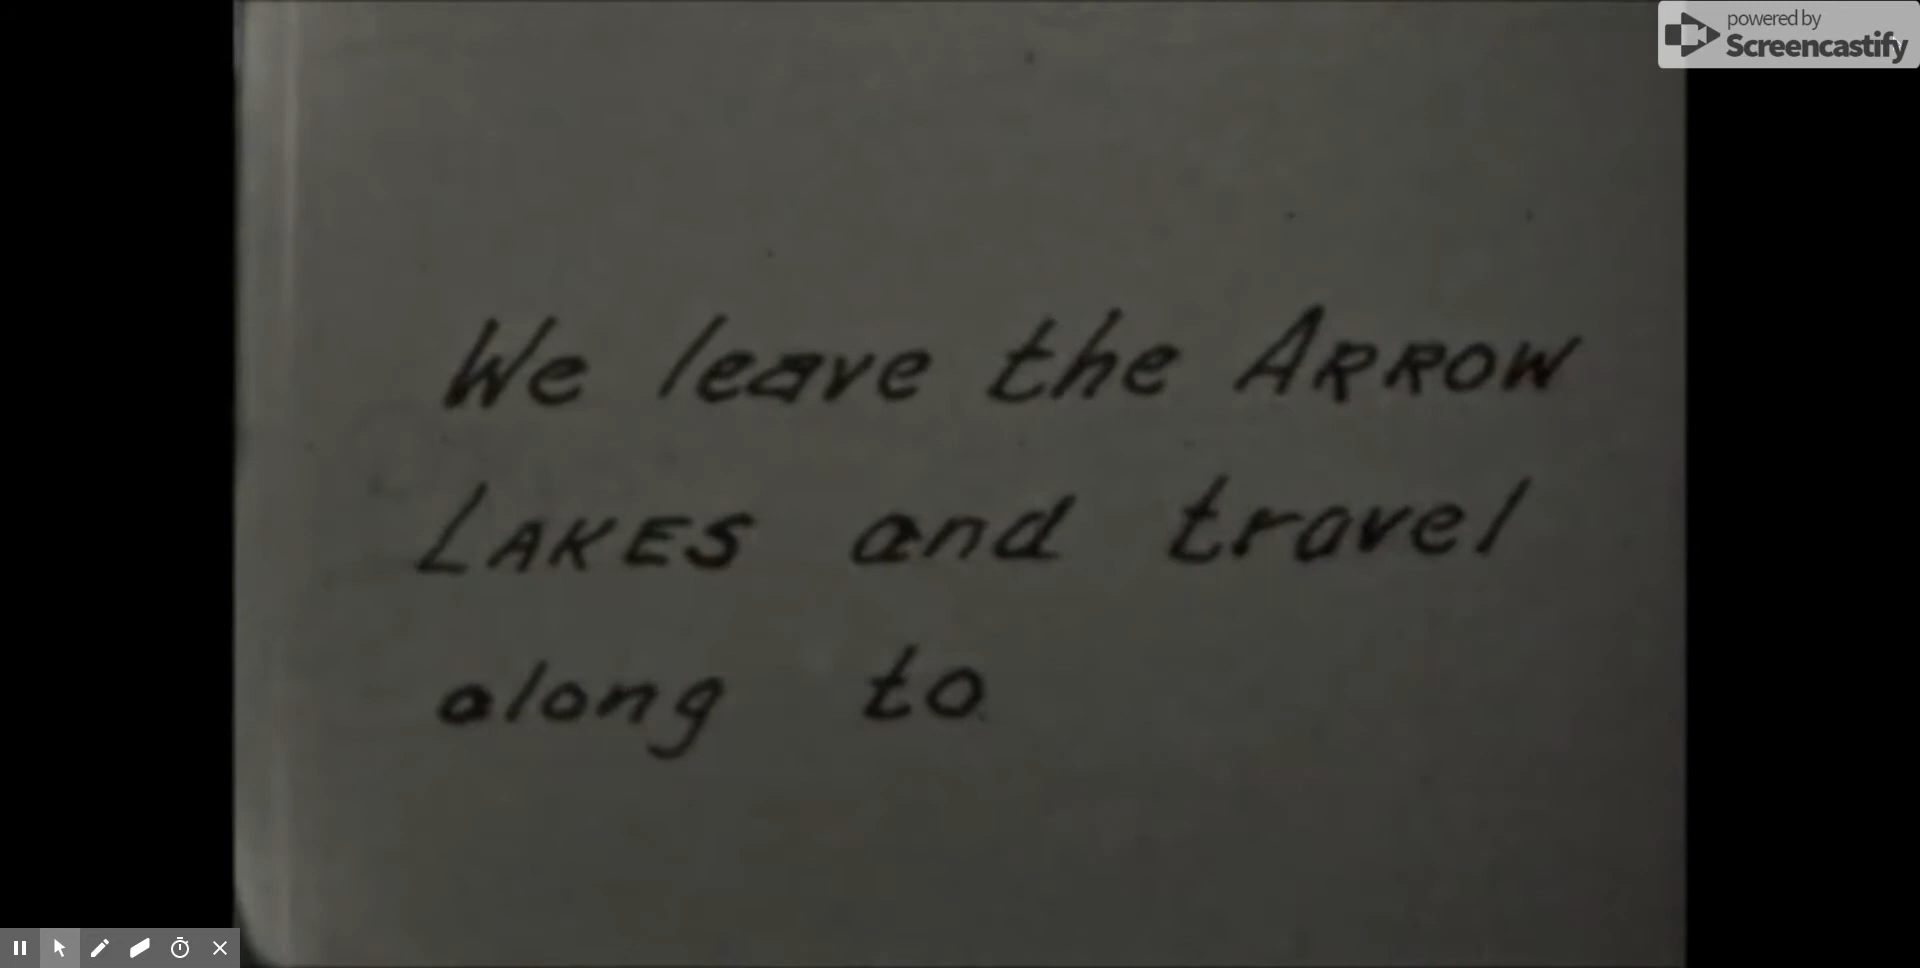 powered by
Screencastify
We leave the ARROW
LAKES and travel
along to